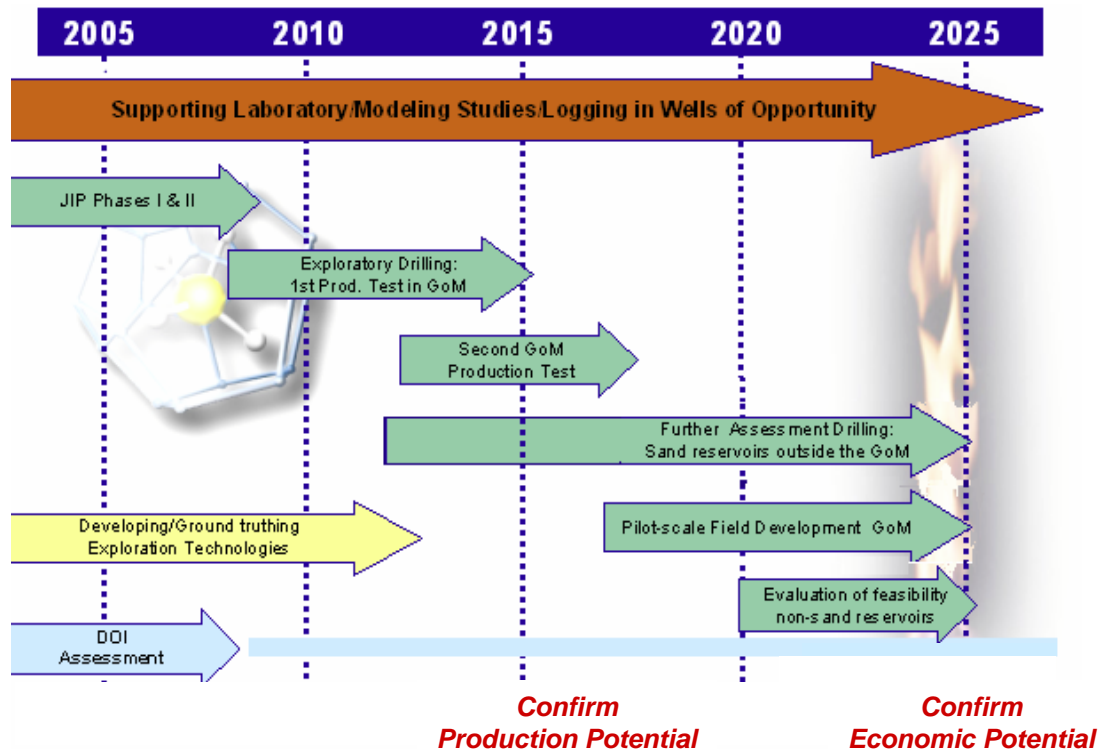 2005 2010 2015 2020 2025
Supporting Laboratory/Modeling Studies/Logging in Wells of Opportunity
JIP Phases I & II
Exploratory Drilling:
1st Prod. Test in GoM
Second GoM
Production Test
Further Assessment Drilling:
Sand reservoirs outside the GoM
Developing/Ground truthing
Exploration Technologies
Pilot-scale Field Development GoM
Evaluation of feasibility
non-sand reservoirs
DOI
Assessment
Confirm
Production Potential
Confirm
Economic Potential